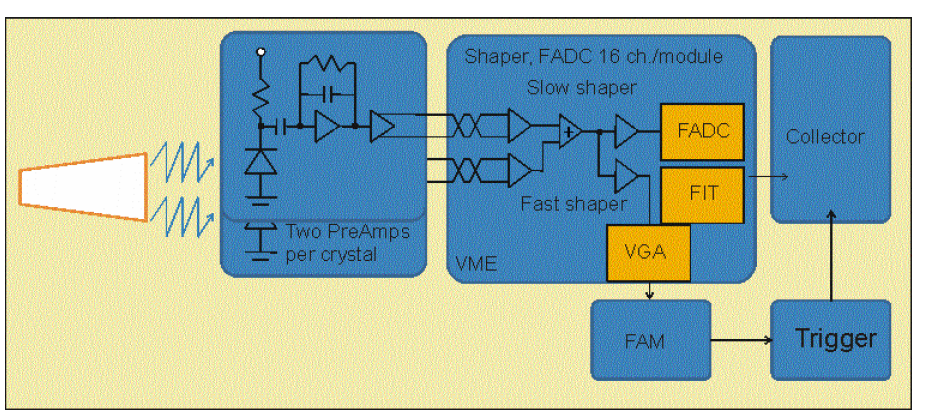 Shaper, FADC 16 ch./module
Slow shaper
FADC
Collector
+
FIT
Fast shaper
Two PreAmps
per crystal
VGA
VME
FAM
Trigger